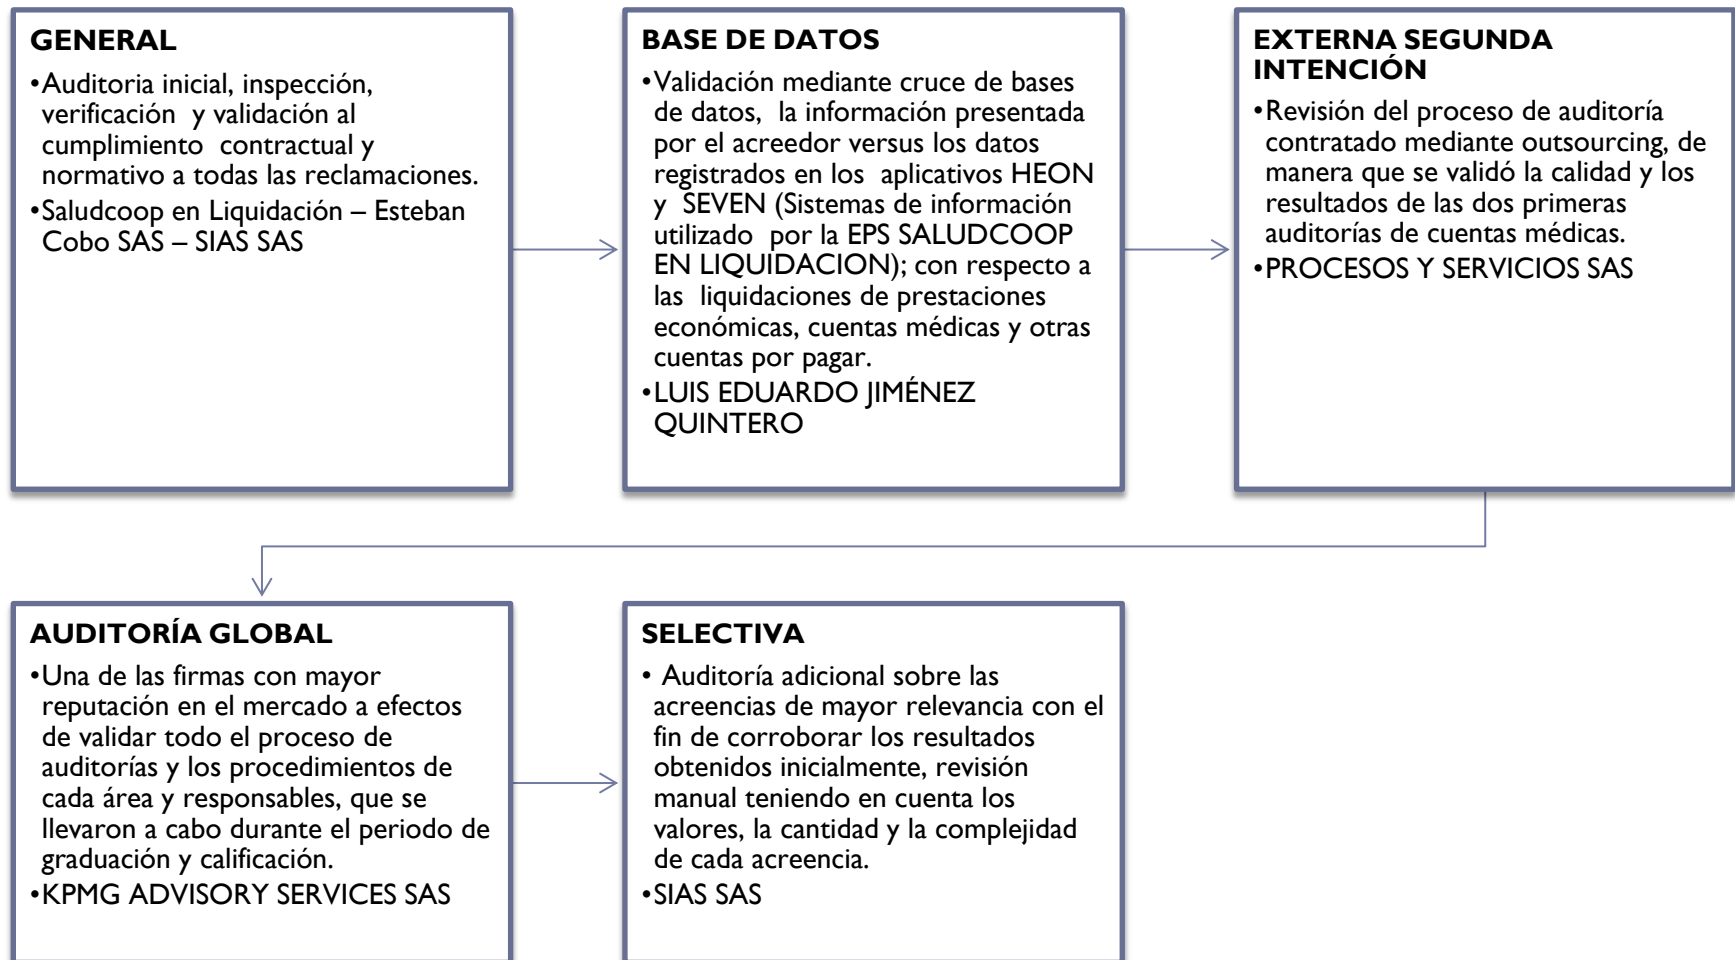 GENERAL
•Auditoria inicial, inspección,
verificación y validación al
cumplimiento contractual y
normativo a todas las reclamaciones.
•Saludcoop en Liquidación – Esteban
Cobo SAS – SIAS SAS
BASE DE DATOS
•Validación mediante cruce de bases
de datos, la información presentada
por el acreedor versus los datos
registrados en los aplicativos HEON
y SEVEN (Sistemas de información
utilizado por la EPS SALUDCOOP
EN LIQUIDACION); con respecto a
las liquidaciones de prestaciones
económicas, cuentas médicas y otras
cuentas por pagar.
•LUIS EDUARDO JIMÉNEZ
QUINTERO
EXTERNA SEGUNDA
INTENCIÓN
•Revisión del proceso de auditoría
contratado mediante outsourcing, de
manera que se validó la calidad y los
resultados de las dos primeras
auditorías de cuentas médicas.
•PROCESOS Y SERVICIOS SAS
AUDITORÍA GLOBAL
•Una de las firmas con mayor
reputación en el mercado a efectos
de validar todo el proceso de
auditorías y los procedimientos de
cada área y responsables, que se
llevaron a cabo durante el periodo de
graduación y calificación.
•KPMG ADVISORY SERVICES SAS
SELECTIVA
• Auditoría adicional sobre las
acreencias de mayor relevancia con el
fin de corroborar los resultados
obtenidos inicialmente, revisión
manual teniendo en cuenta los
valores, la cantidad y la complejidad
de cada acreencia.
•SIAS SAS